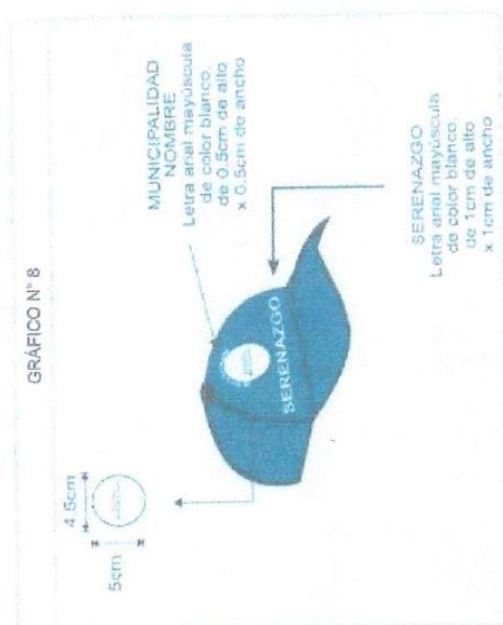 GRÁFICO N° 8
4.5cm
5cm
MUNICIPALIDAD
NOMBRE
Letra arial mayúscula
de color blanco,
de 0.5cm de alto
x 0.5cm de ancho
SERENAZGO
SERENAZGO
Letra arial mayúscula
de color blanco,
de 1cm de alto
x 1cm de ancho